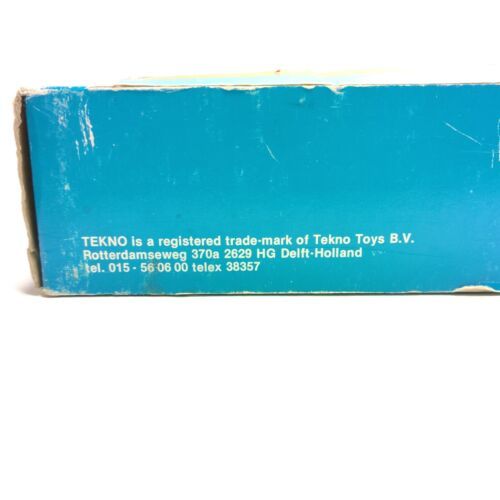 TEKNO is a registered trade-mark of Tekno Toys B.V.
Rotterdamseweg 370a 2629 HG Delft-Holland
tel. 015 - 56 06 00 telex 38357